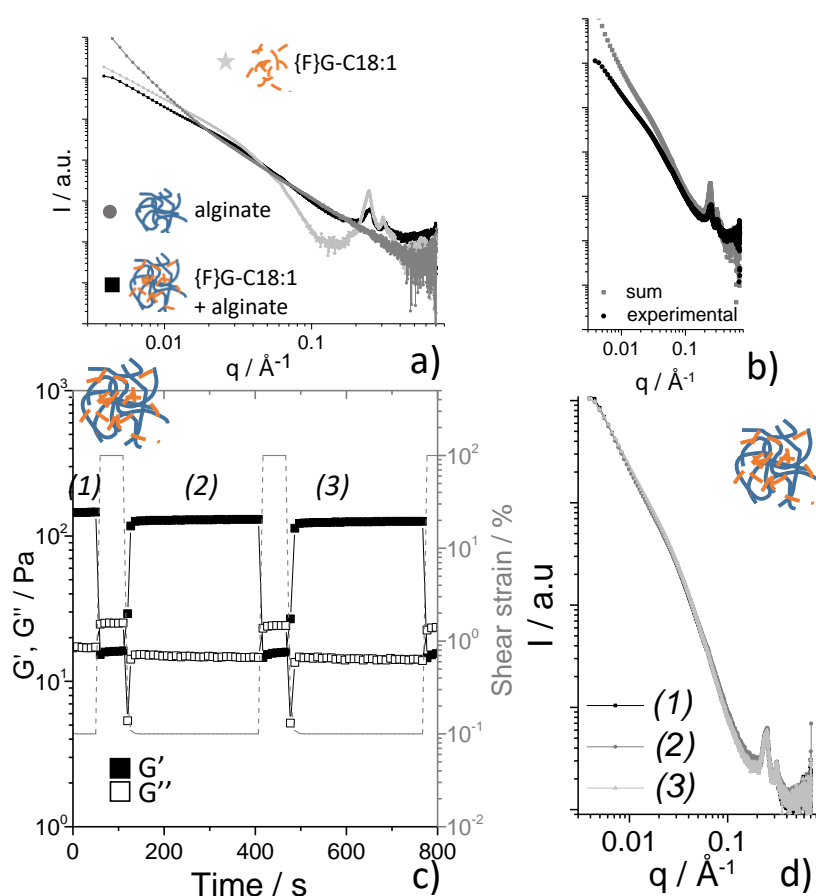 {F}G-C18:1
alginate
{F}G-C18:1
+ alginate
I / a.u.
0.01 0.1
q / Å-1
a)
sum
experimental
0.01 0.1
q / Å-1
b)
10³
10²
10¹
10⁰
G', G'' / Pa
(1) (2) (3)
G'
G''
10²
10¹
10⁰
10-1
10-2
Shear strain / %
0 200 400 600 800
Time / s
c)
I / a.u
(1)
(2)
(3)
0.01 0.1
q / Å-1
d)